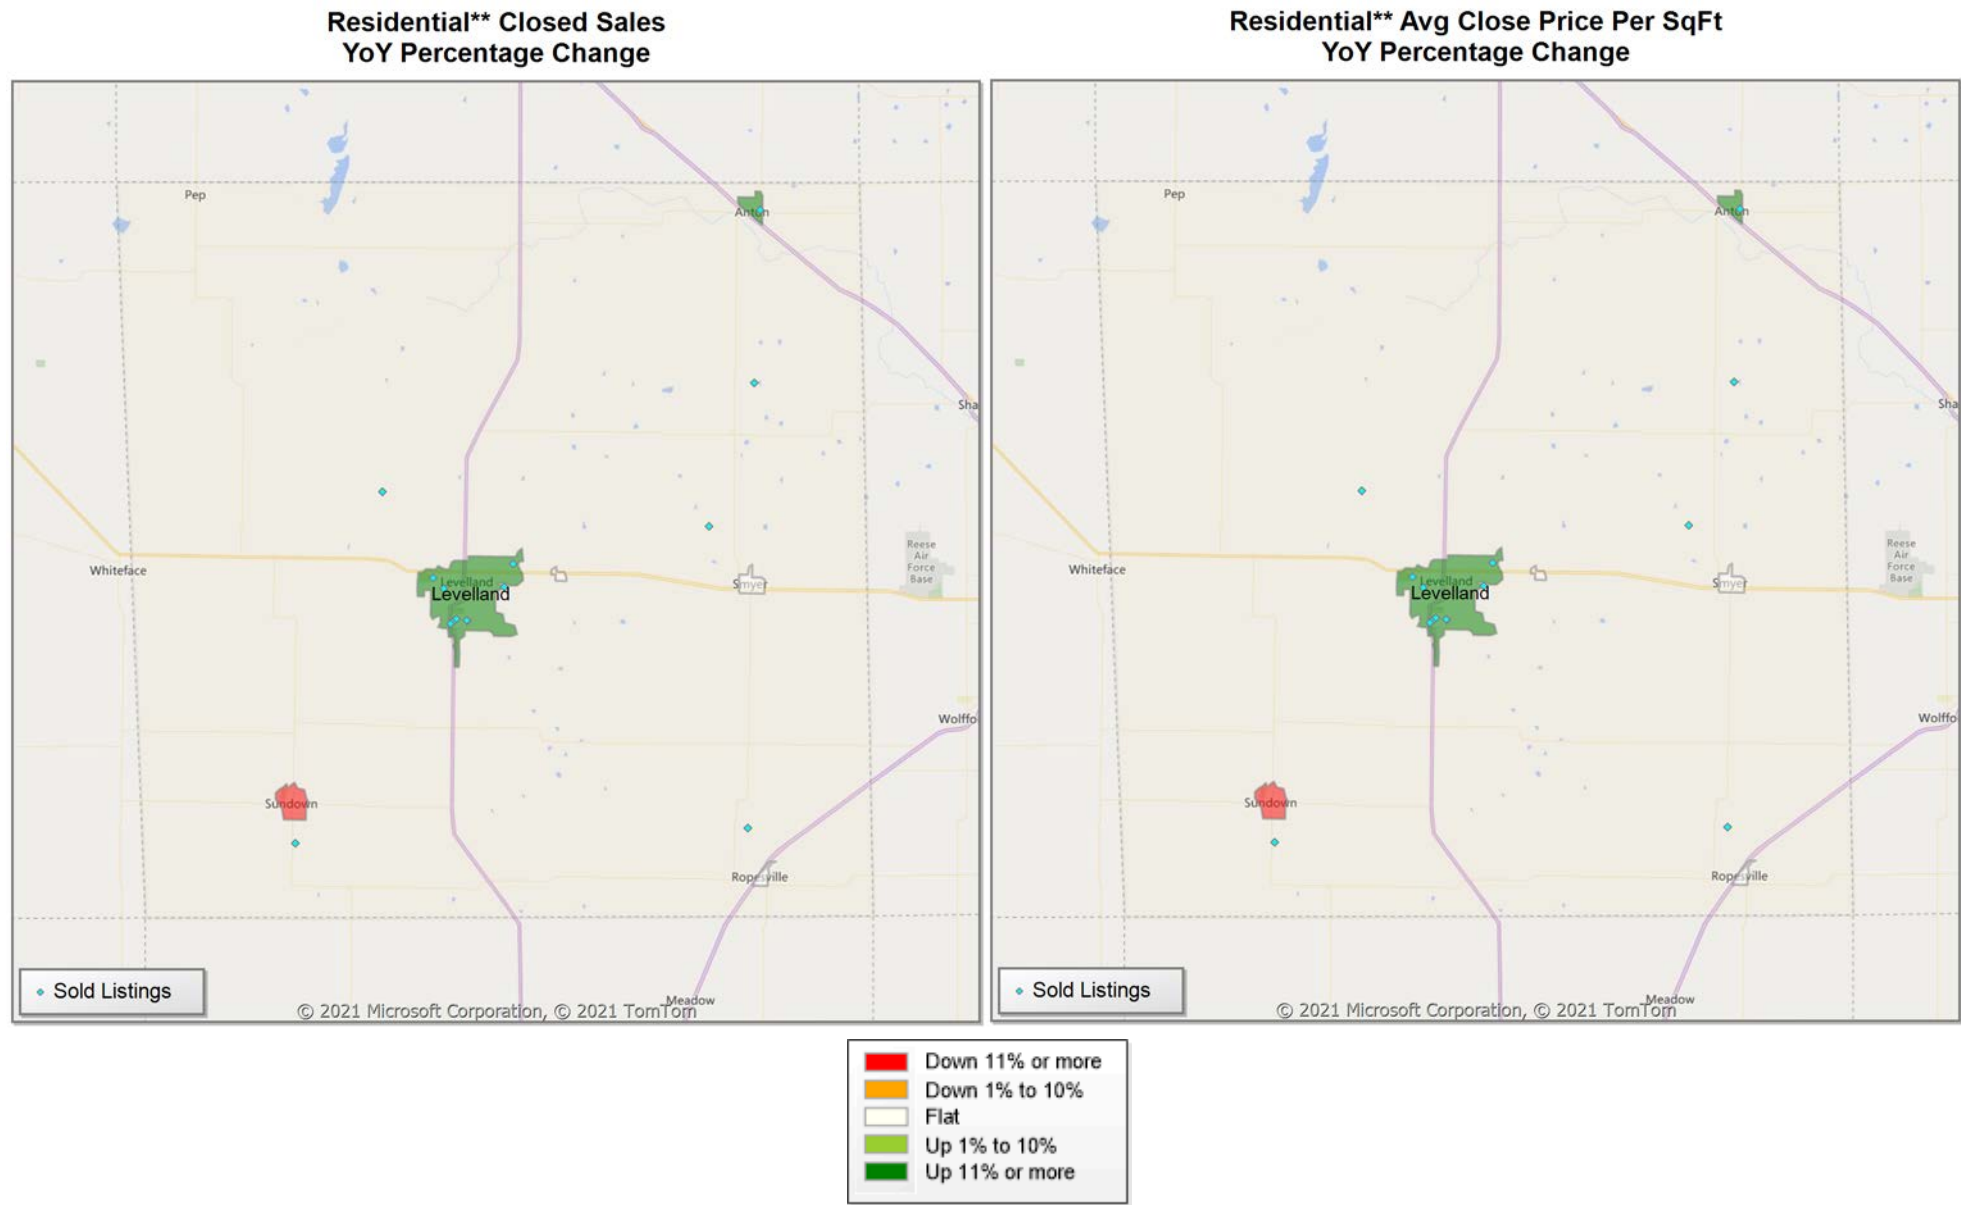 Residential** Closed Sales
YoY Percentage Change
Pep
Anton
Sha
Whiteface
Levelland
Levelland
Smyer
Reese
Air
Force
Base
Wolffo
Sundown
Ropesville
Meadow
Sold Listings
© 2021 Microsoft Corporation, © 2021 TomTom
Residential** Avg Close Price Per SqFt
YoY Percentage Change
Pep
Anton
Sha
Whiteface
Levelland
Levelland
Smyer
Reese
Air
Force
Base
Wolffo
Sundown
Ropesville
Meadow
Sold Listings
© 2021 Microsoft Corporation, © 2021 TomTom
Down 11% or more
Down 1% to 10%
Flat
Up 1% to 10%
Up 11% or more